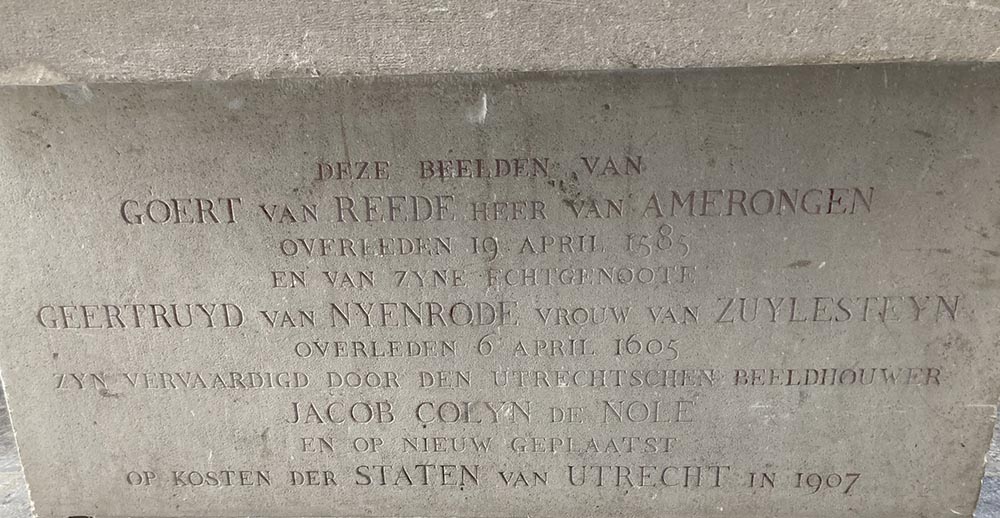 DEZE BEELDEN VAN
GOERT VAN REEDE HEER VAN AMERONGEN
OVERLEDEN 19 APRIL 1585
EN VAN ZYNE ECHTGENOOTE
GEERTRUYD VAN NYENRODE VROUW VAN ZUYLESTEYN
OVERLEDEN 6 APRIL 1605
ZYN VERVAARDIGD DOOR DEN UTRECHTSCHEN BEELDHOUWER
JACOB COLYN DE NOLE
EN OP NIEUW GEPLAATST
OP KOSTEN DER STATEN VAN UTRECHT IN 1907